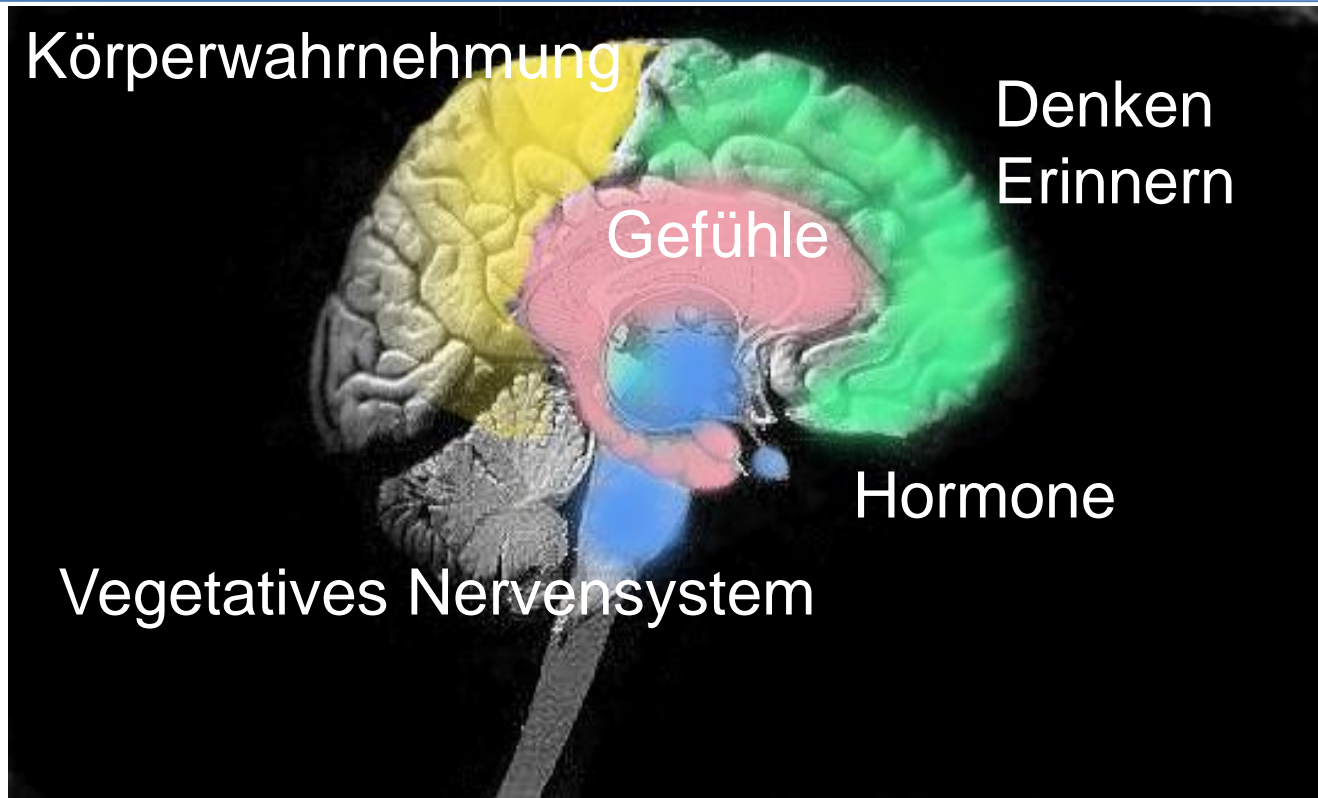 Körperwahrnehmung
Denken
Erinnern
Gefühle
Hormone
Vegetatives Nervensystem